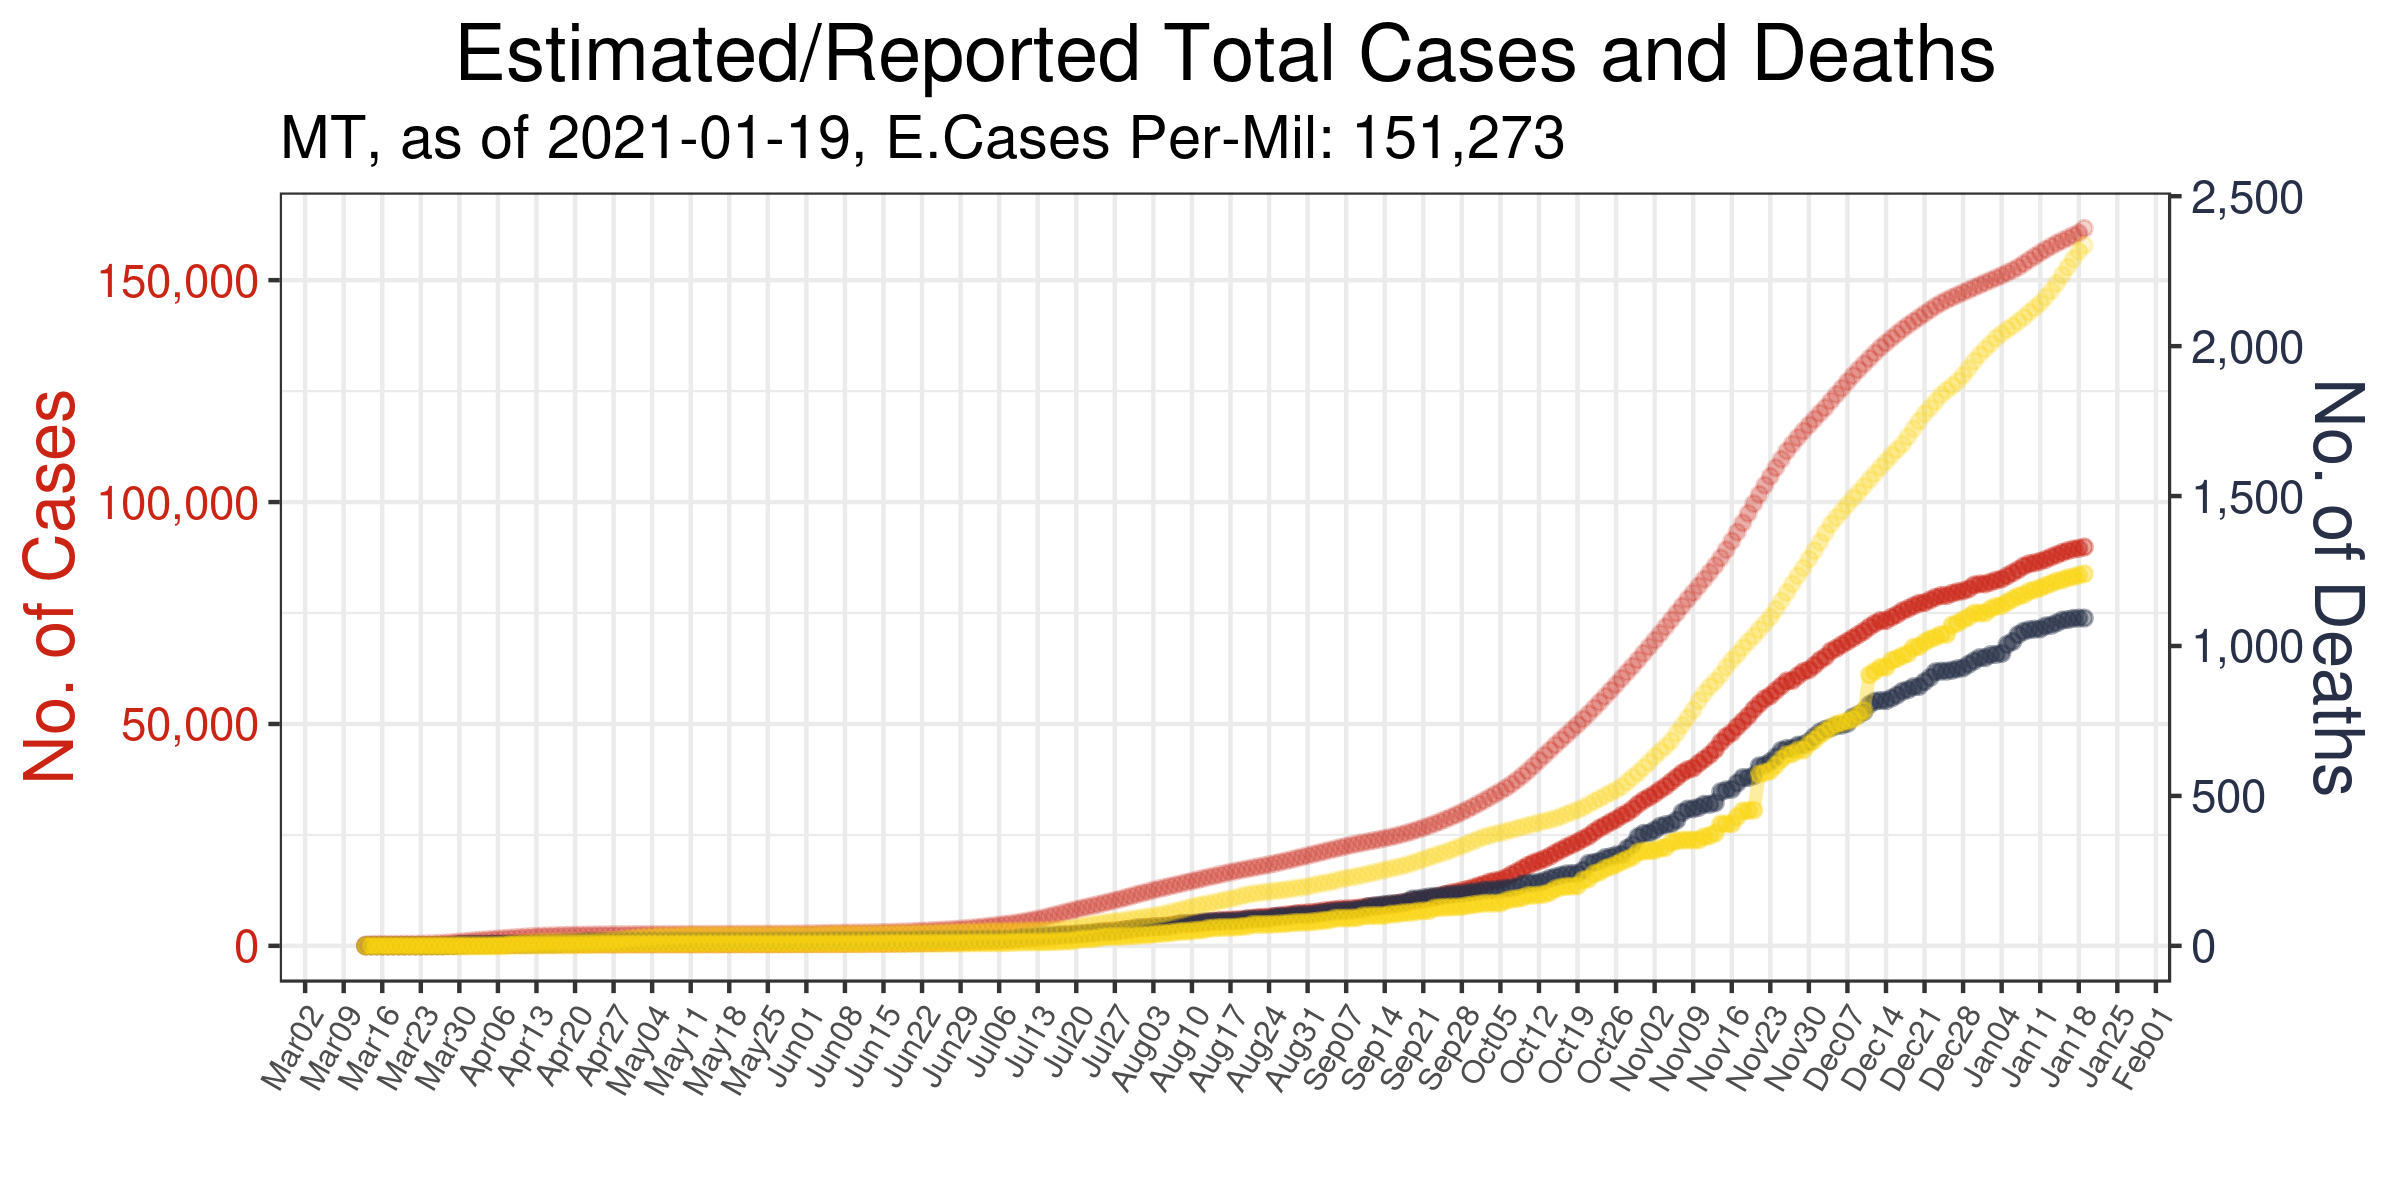 Estimated/Reported Total Cases and Deaths
MT, as of 2021-01-19, E.Cases Per-Mil: 151,273
No. of Cases
150,000
100,000
50,000
0
2,500
2,000
1,500
1,000
500
0
No. of Deaths
Mar02
Mar09
Mar16
Mar23
Mar30
Apr06
Apr13
Apr20
Apr27
May04
May11
May18
May25
Jun01
Jun08
Jun15
Jun22
Jun29
Jul06
Jul13
Jul20
Jul27
Aug03
Aug10
Aug17
Aug24
Aug31
Sep07
Sep14
Sep21
Sep28
Oct05
Oct12
Oct19
Oct26
Nov02
Nov09
Nov16
Nov23
Nov30
Dec07
Dec14
Dec21
Dec28
Jan04
Jan11
Jan18
Jan25
Feb01